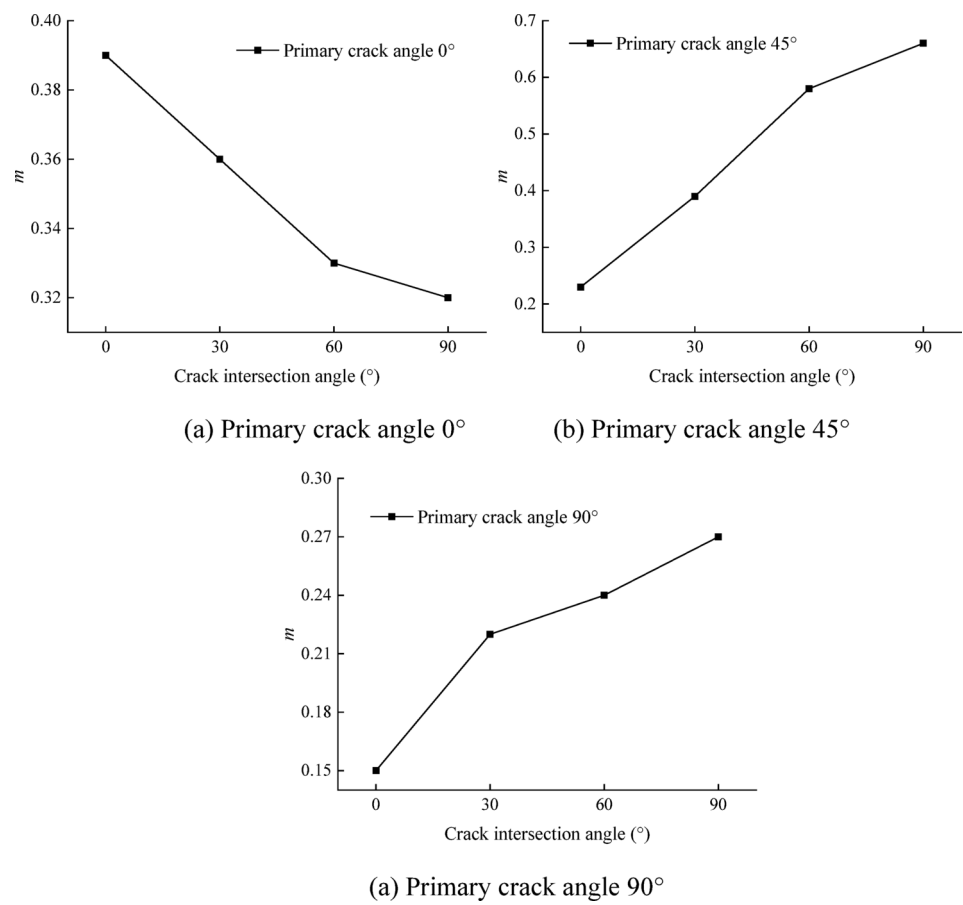 0.40
0.38
0.36
0.34
0.32
m
Primary crack angle 0°
0 30 60 90
Crack intersection angle (°)
(a) Primary crack angle 0°
0.7
0.6
0.5
0.4
0.3
0.2
m
Primary crack angle 45°
0 30 60 90
Crack intersection angle (°)
(b) Primary crack angle 45°
0.30
0.27
0.24
0.21
0.18
0.15
m
Primary crack angle 90°
0 30 60 90
Crack intersection angle (°)
(a) Primary crack angle 90°